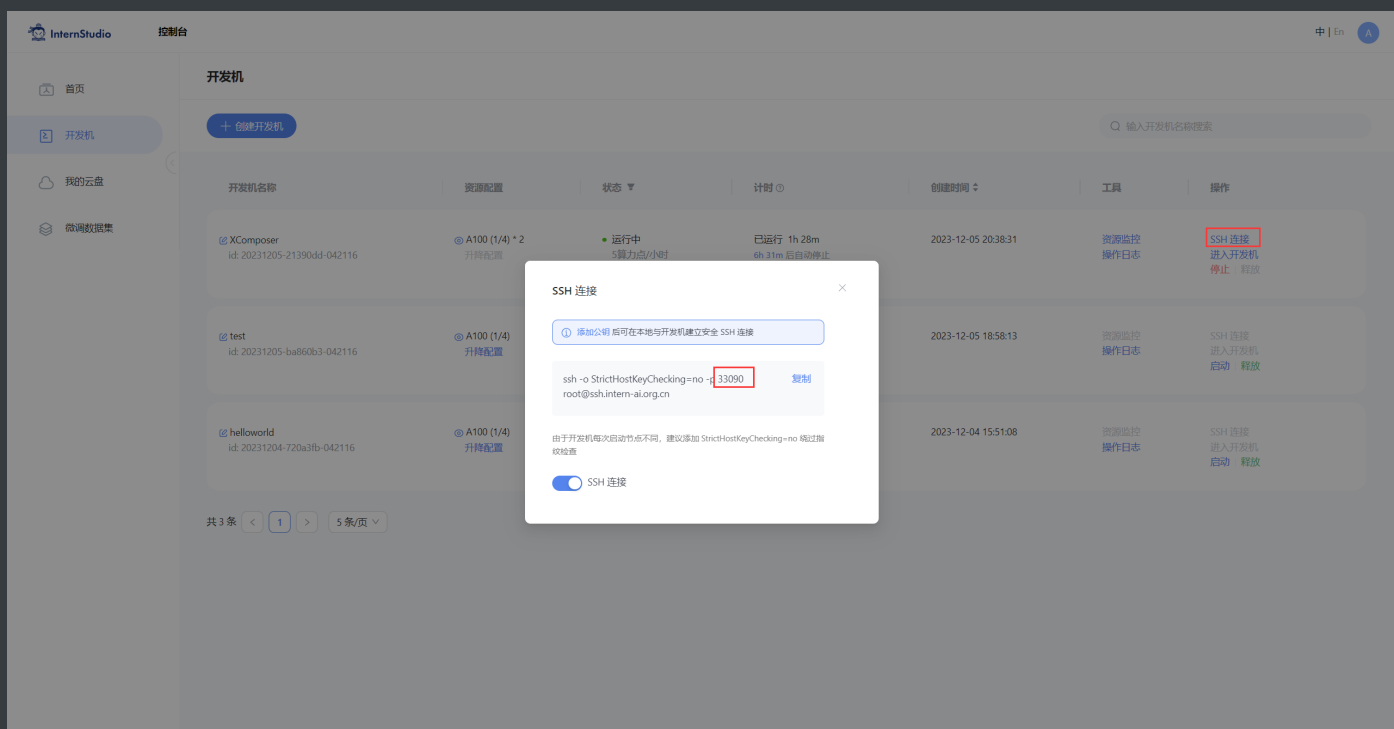 InternStudio
控制台
中 | En
A
首页
开发机
我的云盘
微调数据集
开发机
+ 创建开发机
输入开发机名称搜索
开发机名称 资源配置 状态 计时 创建时间 工具 操作
XComposer A100 (1/4) * 2 运行中 已运行 1h 28m 2023-12-05 20:38:31 资源监控 SSH 连接
id: 20231205-21390dd-042116 升降配置 5算力点/小时 6h 31m 后自动停止 操作日志 进入开发机
停止 释放
SSH 连接
添加公钥 后可在本地与开发机建立安全 SSH 连接
ssh -o StrictHostKeyChecking=no -p 33090 复制
root@ssh.intern-ai.org.cn
由于开发机每次启动节点不同，建议添加 StrictHostKeyChecking=no 绕过指
纹检查
SSH 连接
test A100 (1/4) 2023-12-05 18:58:13 资源监控 SSH 连接
id: 20231205-ba860b3-042116 升降配置 操作日志 进入开发机
启动 释放
helloworld A100 (1/4) 2023-12-04 15:51:08 资源监控 SSH 连接
id: 20231204-720a3fb-042116 升降配置 操作日志 进入开发机
启动 释放
共 3 条 < 1 > 5 条/页